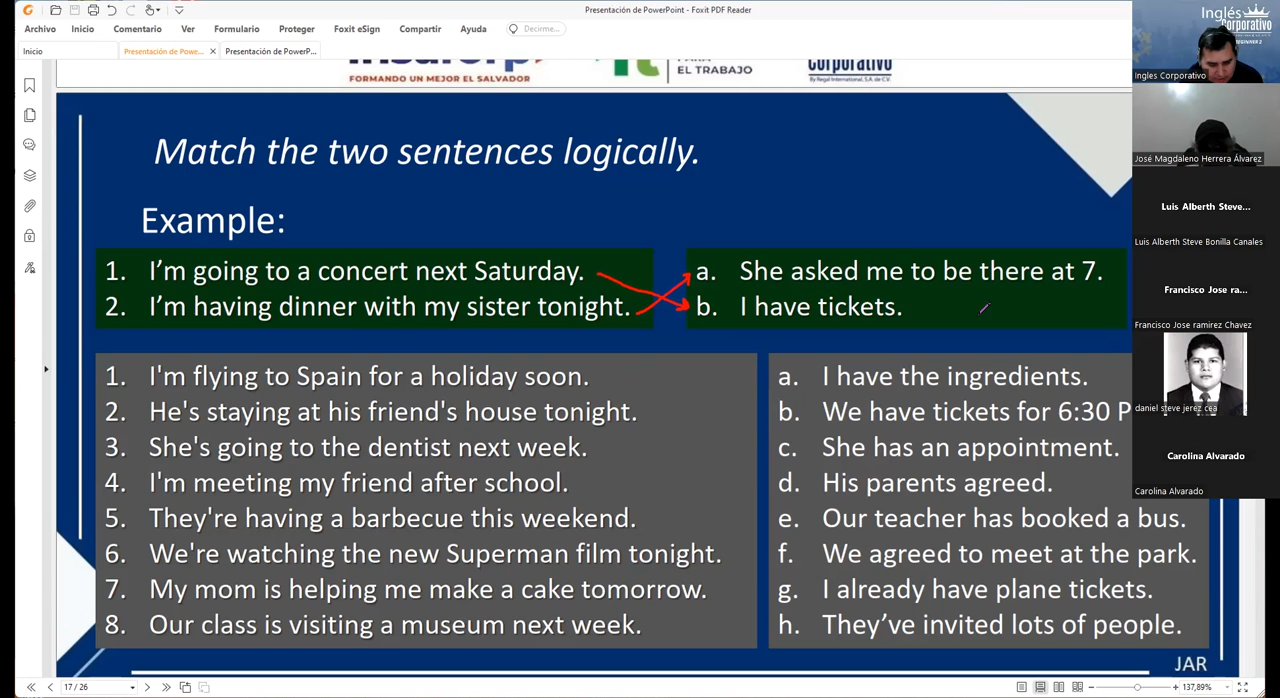 Presentación de PowerPoint - Foxit PDF Reader
Archivo Inicio Comentario Ver Formulario Proteger Foxit eSign Compartir Ayuda Decirme...
Inicio Presentación de Powe... Presentación de PowerP...
FORMANDO UN MEJOR EL SALVADOR
EL TRABAJO
Corporativo
By Regal International, S.A. de C.V.
Match the two sentences logically.
Example:
1. I'm going to a concert next Saturday. a. She asked me to be there at 7.
2. I'm having dinner with my sister tonight. b. I have tickets.
1. I'm flying to Spain for a holiday soon. a. I have the ingredients.
2. He's staying at his friend's house tonight. b. We have tickets for 6:30 P
3. She's going to the dentist next week. c. She has an appointment.
4. I'm meeting my friend after school. d. His parents agreed.
5. They're having a barbecue this weekend. e. Our teacher has booked a bus.
6. We're watching the new Superman film tonight. f. We agreed to meet at the park.
7. My mom is helping me make a cake tomorrow. g. I already have plane tickets.
8. Our class is visiting a museum next week. h. They've invited lots of people.
JAR
17 / 26 137,89%
Inglés
Corporativo
BEGINNER 2
Ingles Corporativo
José Magdaleno Herrera Álvarez
Luis Alberth Steve...
Luis Alberth Steve Bonilla Canales
Francisco Jose ra...
Francisco Jose ramirez Chavez
daniel steve jerez cea
Carolina Alvarado
Carolina Alvarado